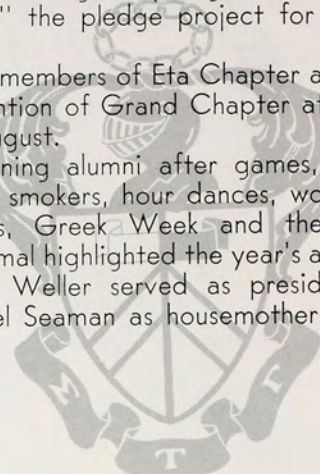 " the pledge project for
members of Eta Chapter a
ntion of Grand Chapter at
gust.
ning alumni after games,
smokers, hour dances, wo
s, Greek Week and the
mal highlighted the year's a
Weller served as presid
el Seaman as housemother
Σ T Γ